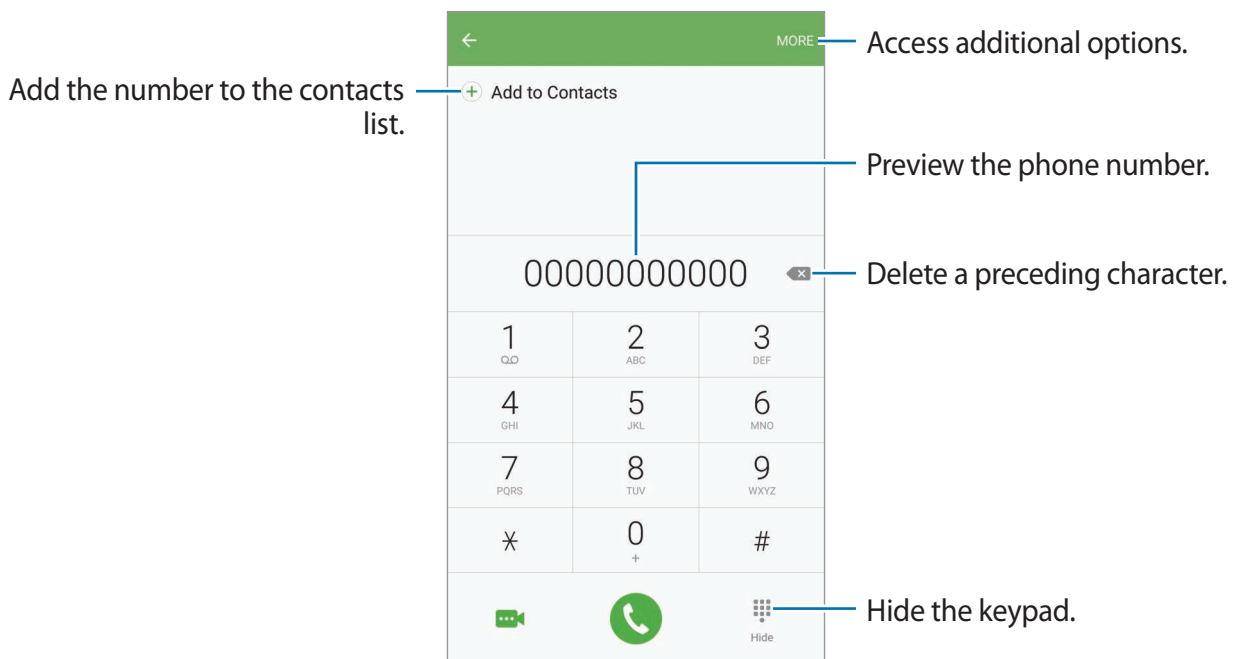 MORE
Access additional options.
Add the number to the contacts
list.
Add to Contacts
Preview the phone number.
00000000000
Delete a preceding character.
1 2 3
ABC DEF
4 5 6
GHI JKL MNO
7 8 9
PQRS TUV WXYZ
* 0 #
+
Hide the keypad.
Hide